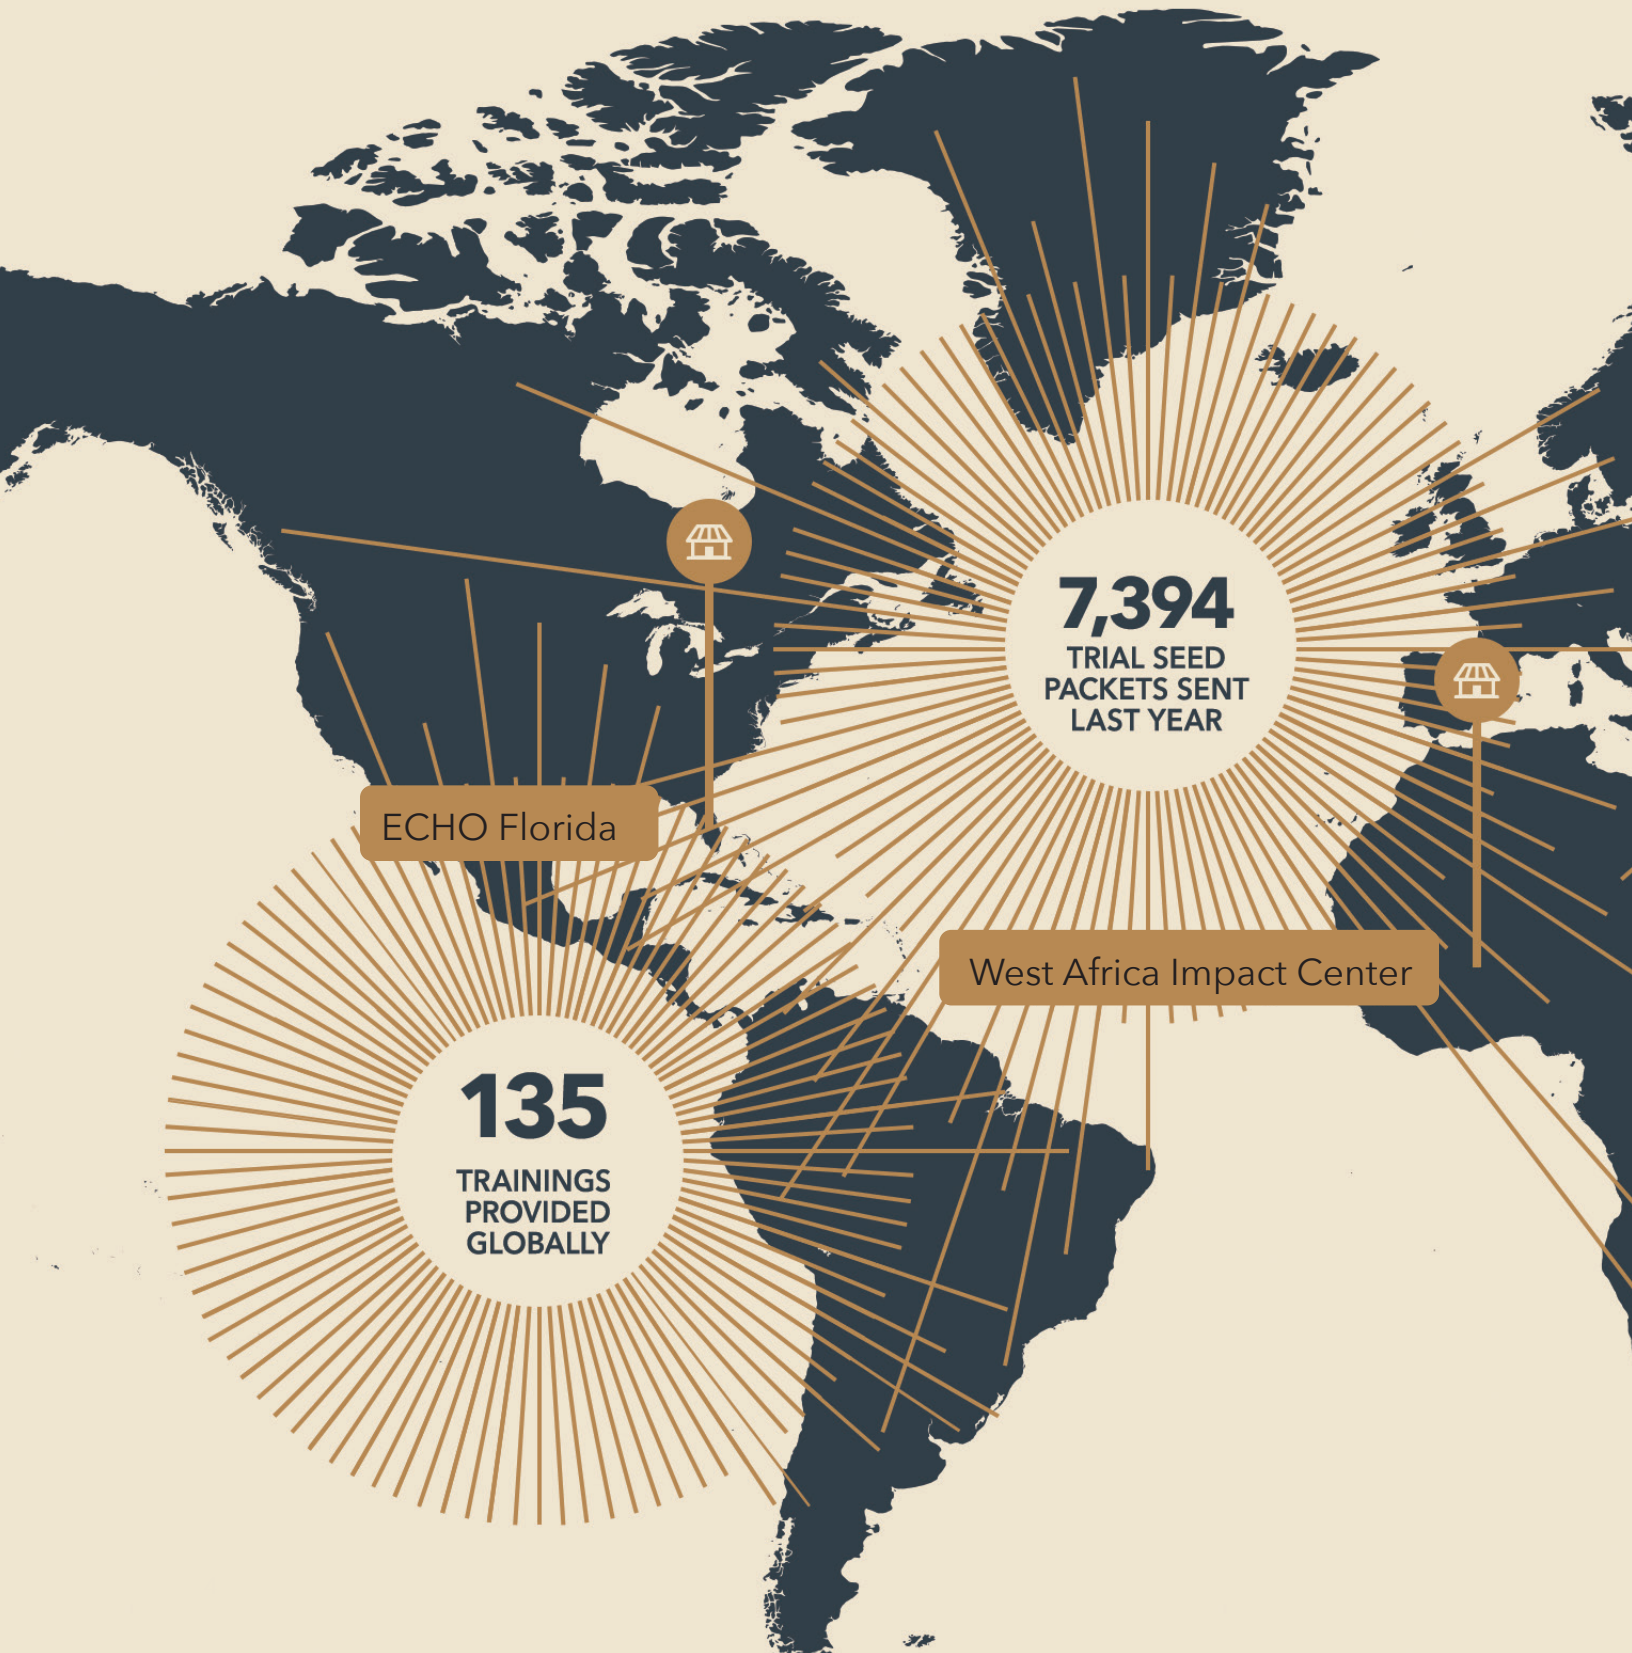 7,394
TRIAL SEED
PACKETS SENT
LAST YEAR
ECHO Florida
West Africa Impact Center
135
TRAININGS
PROVIDED
GLOBALLY